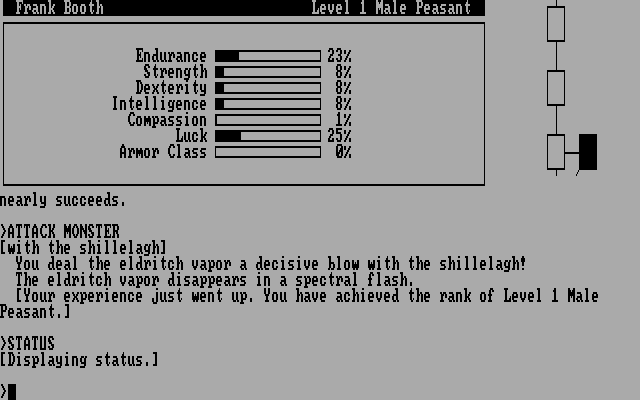 Frank Booth Level 1 Male Peasant
Endurance 23%
Strength 8%
Dexterity 8%
Intelligence 8%
Compassion 1%
Luck 25%
Armor Class 0%
nearly succeeds.
>ATTACK MONSTER
[with the shillelagh]
You deal the eldritch vapor a decisive blow with the shillelagh!
The eldritch vapor disappears in a spectral flash.
[Your experience just went up. You have achieved the rank of Level 1 Male
Peasant.]
>STATUS
[Displaying status.]
>